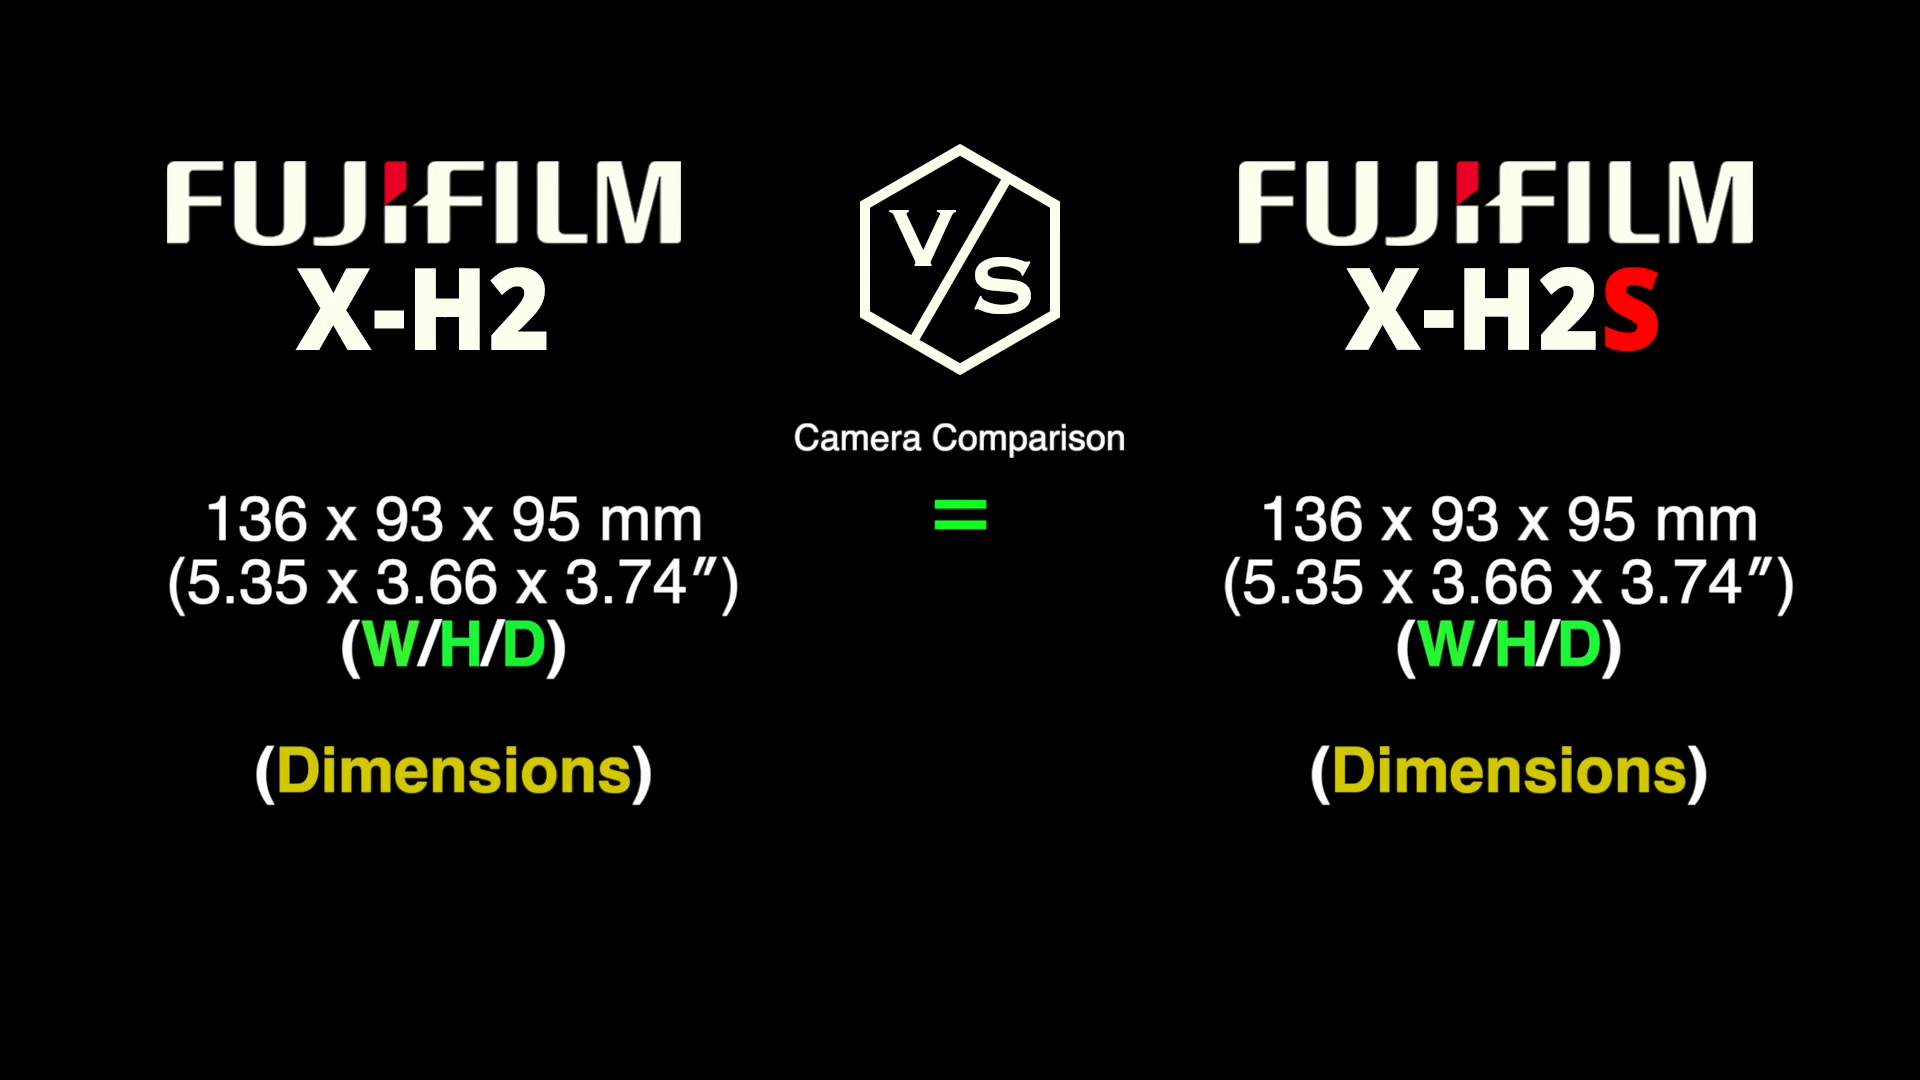 FUJIFILM
X-H2
VS
FUJIFILM
X-H2S
Camera Comparison
136 x 93 x 95 mm
(5.35 x 3.66 x 3.74″)
(W/H/D)
(Dimensions)
=
136 x 93 x 95 mm
(5.35 x 3.66 x 3.74″)
(W/H/D)
(Dimensions)